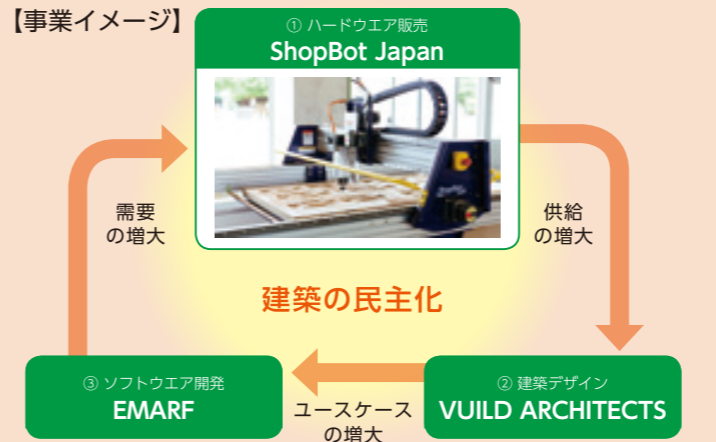 【事業イメージ】
① ハードウエア販売
ShopBot Japan
需要
の増大
供給
の増大
建築の民主化
③ ソフトウエア開発
EMARF
ユースケース
の増大
② 建築デザイン
VUILD ARCHITECTS